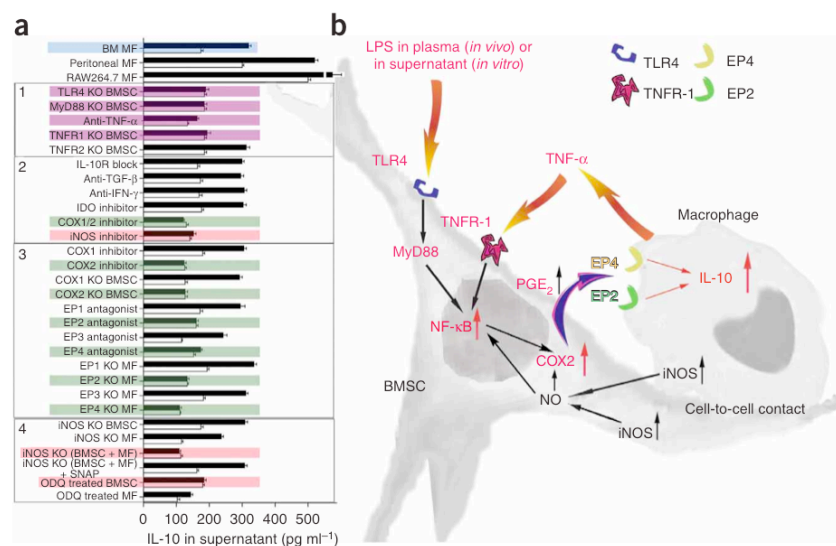 a
BM MF
Peritoneal MF
RAW264.7 MF
1
TLR4 KO BMSC
MyD88 KO BMSC
Anti-TNF-α
TNFR1 KO BMSC
TNFR2 KO BMSC
2
IL-10R block
Anti-TGF-β
Anti-IFN-γ
IDO inhibitor
COX1/2 inhibitor
iNOS inhibitor
3
COX1 inhibitor
COX2 inhibitor
COX1 KO BMSC
COX2 KO BMSC
EP1 antagonist
EP2 antagonist
EP3 antagonist
EP4 antagonist
EP1 KO MF
EP2 KO MF
EP3 KO MF
EP4 KO MF
4
iNOS KO BMSC
iNOS KO MF
iNOS KO (BMSC + MF)
iNOS KO (BMSC + MF)
+ SNAP
ODQ treated BMSC
ODQ treated MF
0 100 200 300 400 500
IL-10 in supernatant (pg ml⁻¹)
b
LPS in plasma (in vivo) or
in supernatant (in vitro)
TLR4
EP4
TNFR-1
EP2
TLR4
TNF-α
TNFR-1
Macrophage
MyD88
EP4
PGE₂
IL-10
EP2
NF-κB
COX2
BMSC
NO
iNOS
Cell-to-cell contact
iNOS